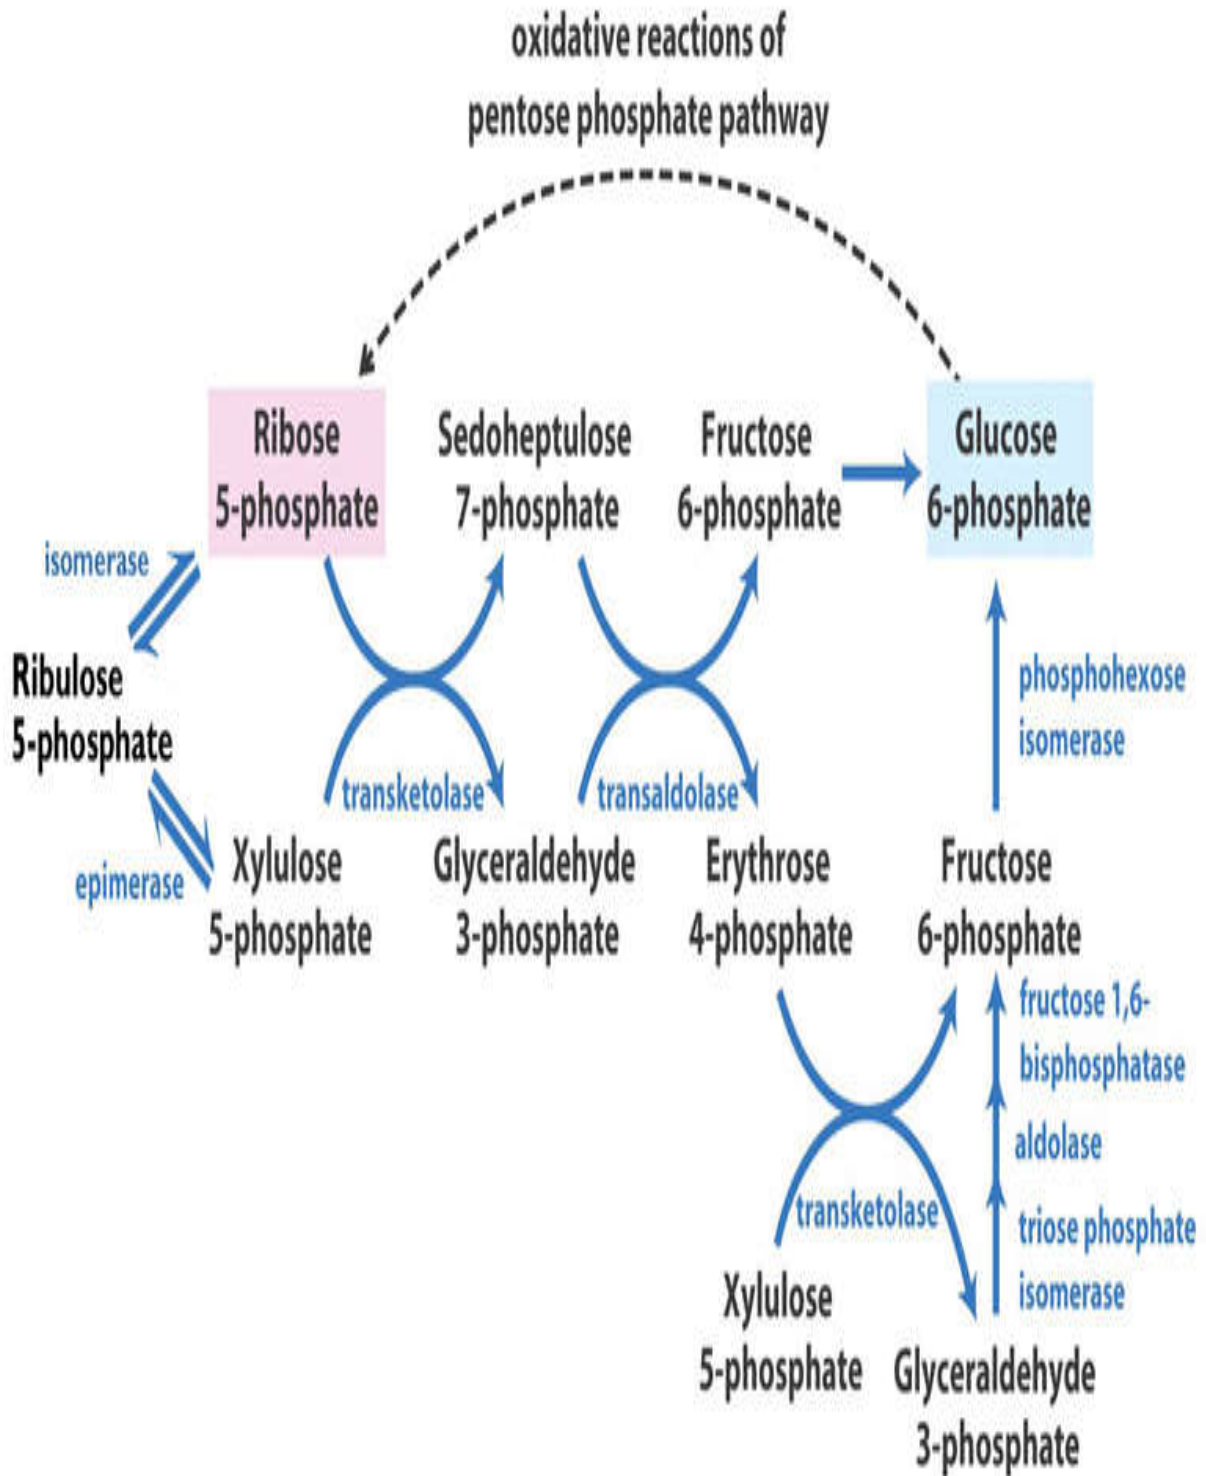 oxidative reactions of
pentose phosphate pathway
Ribose
5-phosphate
Sedoheptulose
7-phosphate
Fructose
6-phosphate
Glucose
6-phosphate
isomerase
Ribulose
5-phosphate
epimerase
phosphohexose
isomerase
transketolase
transaldolase
Xylulose
5-phosphate
Glyceraldehyde
3-phosphate
Erythrose
4-phosphate
Fructose
6-phosphate
fructose 1,6-
bisphosphatase
aldolase
transketolase
triose phosphate
isomerase
Xylulose
5-phosphate
Glyceraldehyde
3-phosphate